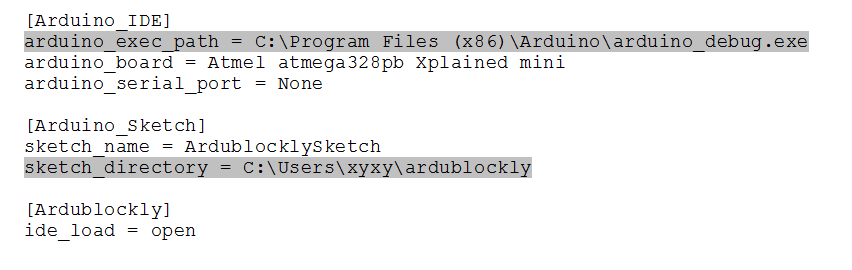 [Arduino_IDE]
arduino_exec_path = C:\Program Files (x86)\Arduino\arduino_debug.exe
arduino_board = Atmel atmega328pb Xplained mini
arduino_serial_port = None
[Arduino_Sketch]
sketch_name = ArdublocklySketch
sketch_directory = C:\Users\xyxy\ardublockly
[Ardublockly]
ide_load = open